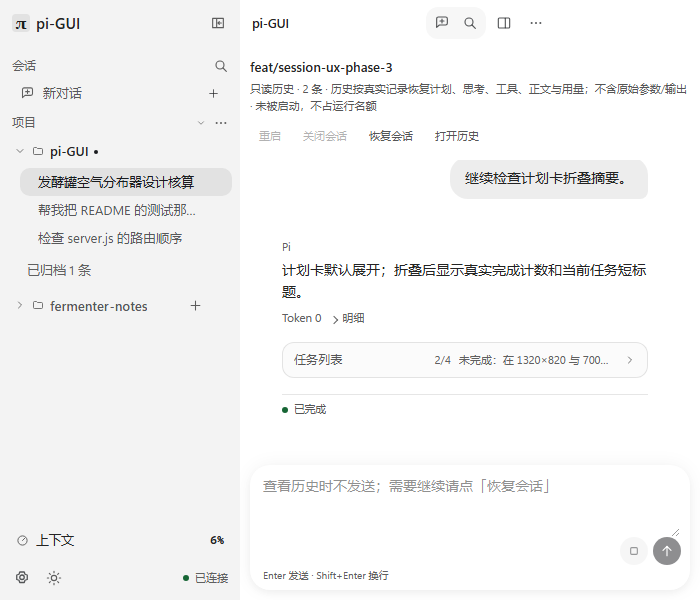 π pi-GUI
会话
新对话
项目
pi-GUI
发酵罐空气分布器设计核算
帮我把 README 的测试那...
检查 server.js 的路由顺序
已归档 1 条
fermenter-notes
上下文 6%
已连接
pi-GUI
feat/session-ux-phase-3
只读历史 · 2 条 · 历史按真实记录恢复计划、思考、工具、正文与用量；不含原始参数/输出
· 未被启动，不占运行名额
重启 关闭会话 恢复会话 打开历史
继续检查计划卡折叠摘要。
Pi
计划卡默认展开；折叠后显示真实完成计数和当前任务短标
题。
Token 0 明细
任务列表 2/4 未完成：在 1320×820 与 700...
已完成
查看历史时不发送；需要继续请点「恢复会话」
Enter 发送 · Shift+Enter 换行